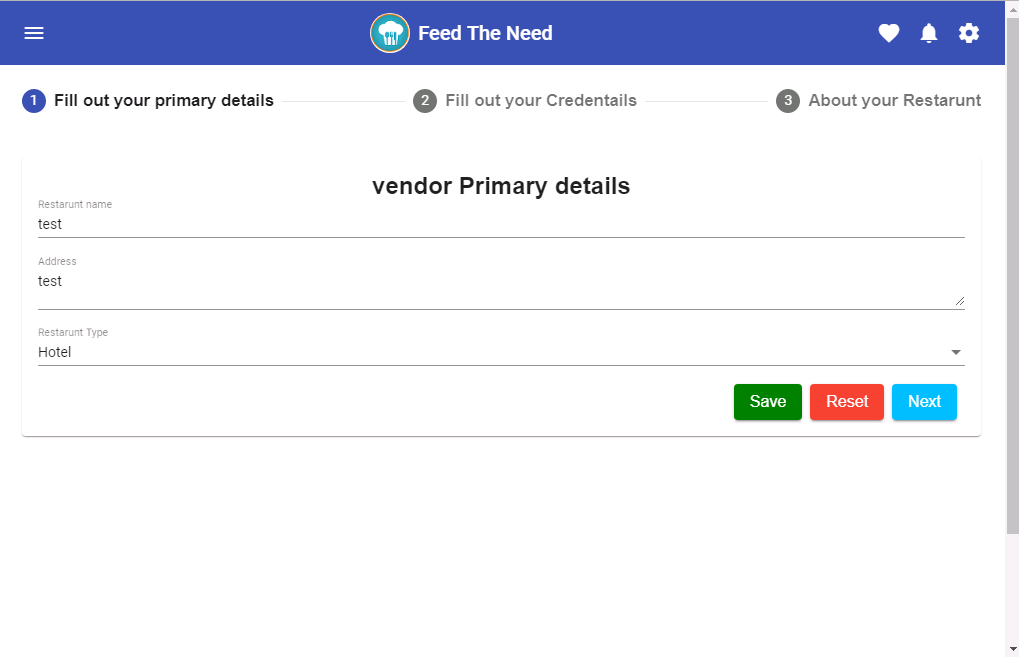 Feed The Need
1 Fill out your primary details 2 Fill out your Credentails 3 About your Restarunt
vendor Primary details
Restarunt name
test
Address
test
Restarunt Type
Hotel
Save Reset Next